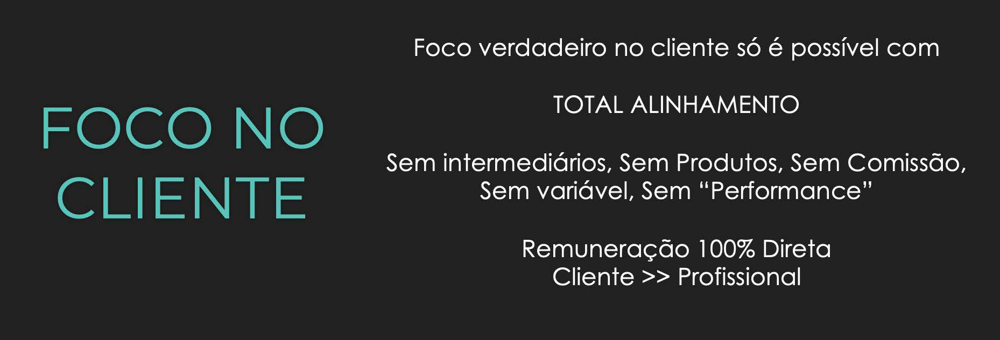 FOCO NO
CLIENTE
Foco verdadeiro no cliente só é possível com
TOTAL ALINHAMENTO
Sem intermediários, Sem Produtos, Sem Comissão,
Sem variável, Sem “Performance”
Remuneração 100% Direta
Cliente >> Profissional